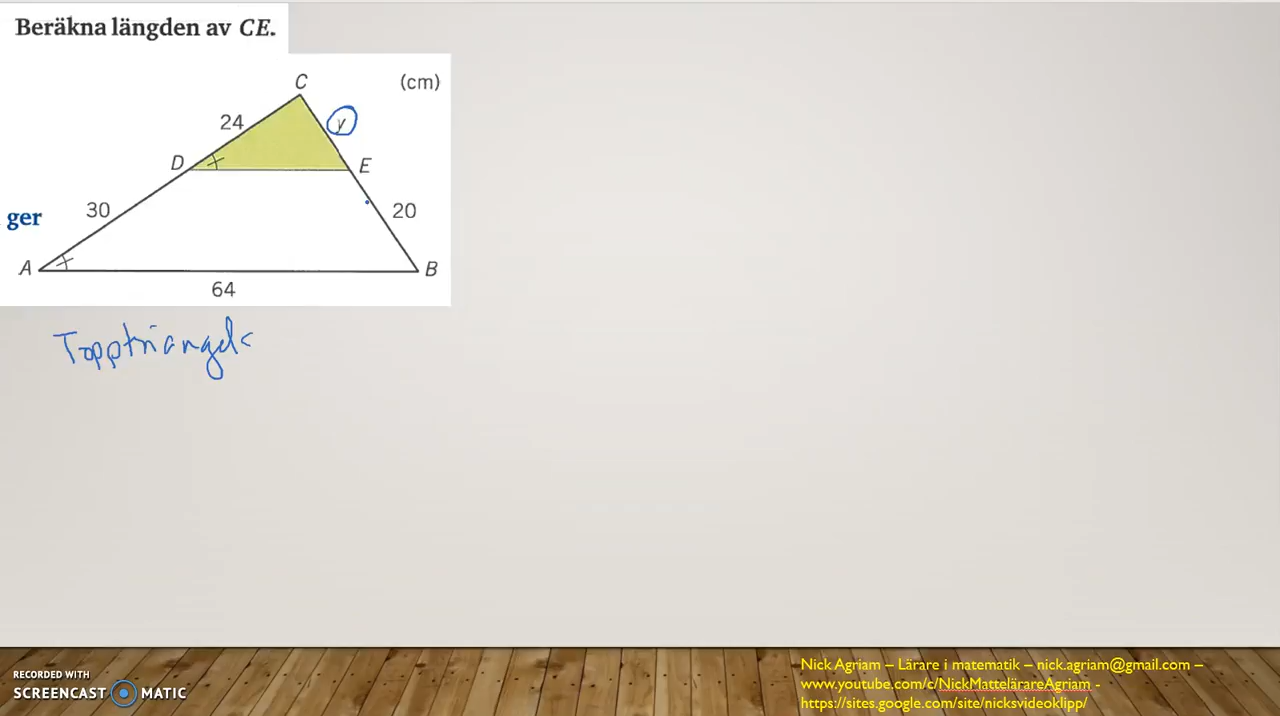 Beräkna längden av CE.
C
(cm)
24
y
D
E
30
20
ger
A
B
64
Topptriangel
RECORDED WITH
SCREENCAST MATIC
Nick Agriam – Lärare i matematik – nick.agriam@gmail.com –
www.youtube.com/c/NickMattelärareAgriam -
https://sites.google.com/site/nicksvideoklipp/